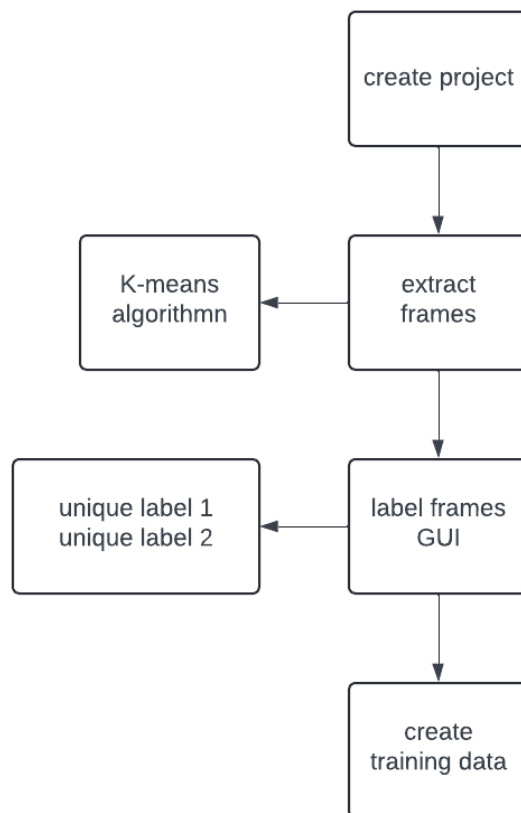 create project
K-means
algorithmn
extract
frames
unique label 1
unique label 2
label frames
GUI
create
training data